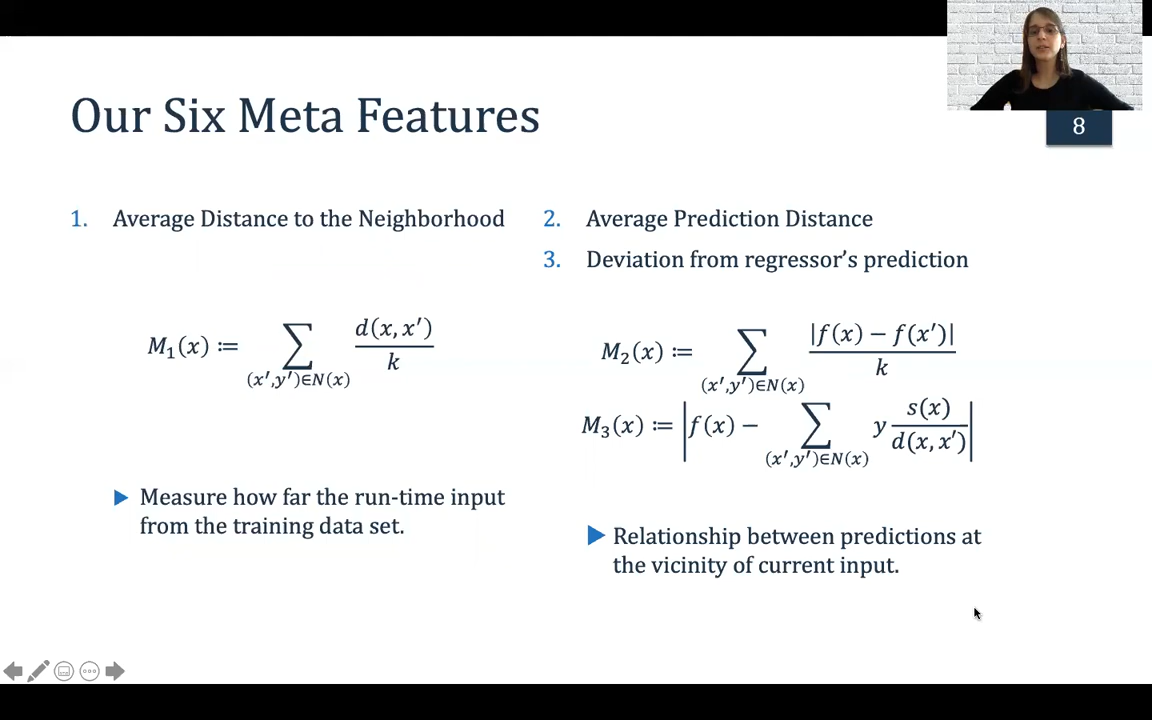 Our Six Meta Features
8
1. Average Distance to the Neighborhood
M₁(x) ≔ ∑_{(x′,y′)∈N(x)} d(x, x′)/k
▶ Measure how far the run-time input
from the training data set.
2. Average Prediction Distance
3. Deviation from regressor’s prediction
M₂(x) ≔ ∑_{(x′,y′)∈N(x)} |f(x) − f(x′)|/k
M₃(x) ≔ |f(x) − ∑_{(x′,y′)∈N(x)} y s(x)/d(x, x′)|
▶ Relationship between predictions at
the vicinity of current input.